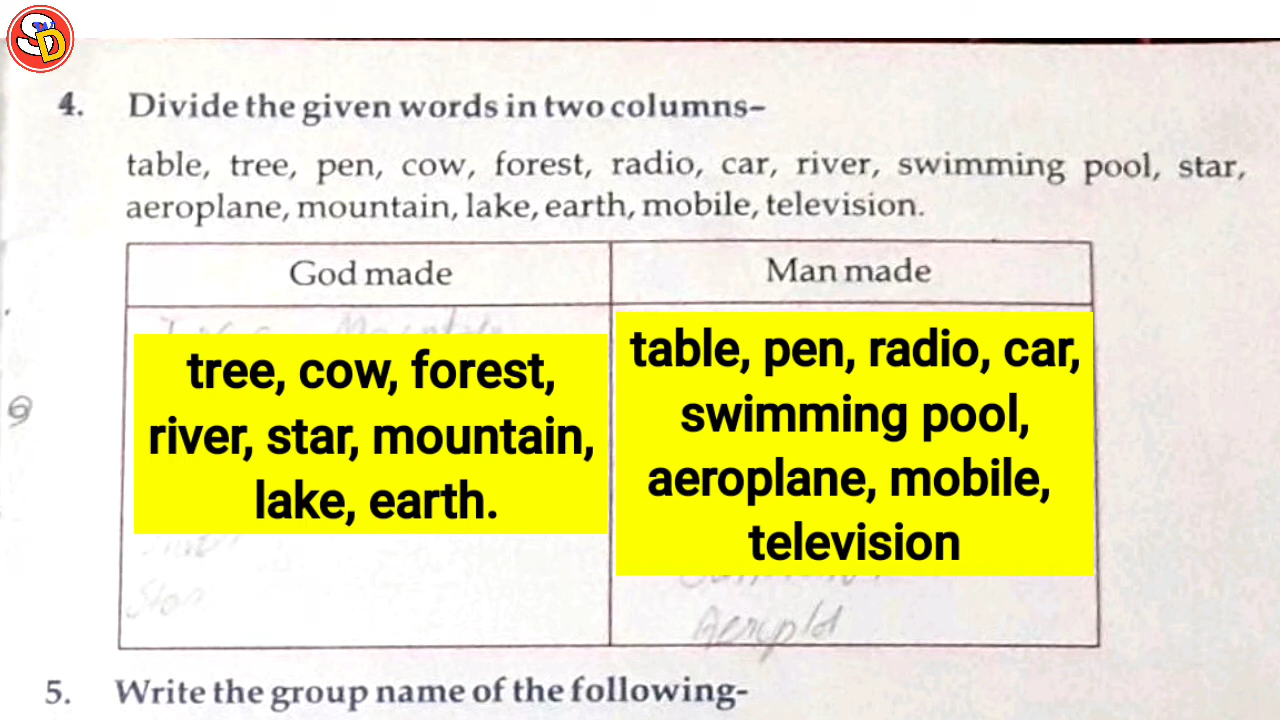 SD
4. Divide the given words in two columns-
table, tree, pen, cow, forest, radio, car, river, swimming pool, star,
aeroplane, mountain, lake, earth, mobile, television.
God made
Man made
tree, cow, forest,
river, star, mountain,
lake, earth.
table, pen, radio, car,
swimming pool,
aeroplane, mobile,
television
Star
5. Write the group name of the following-